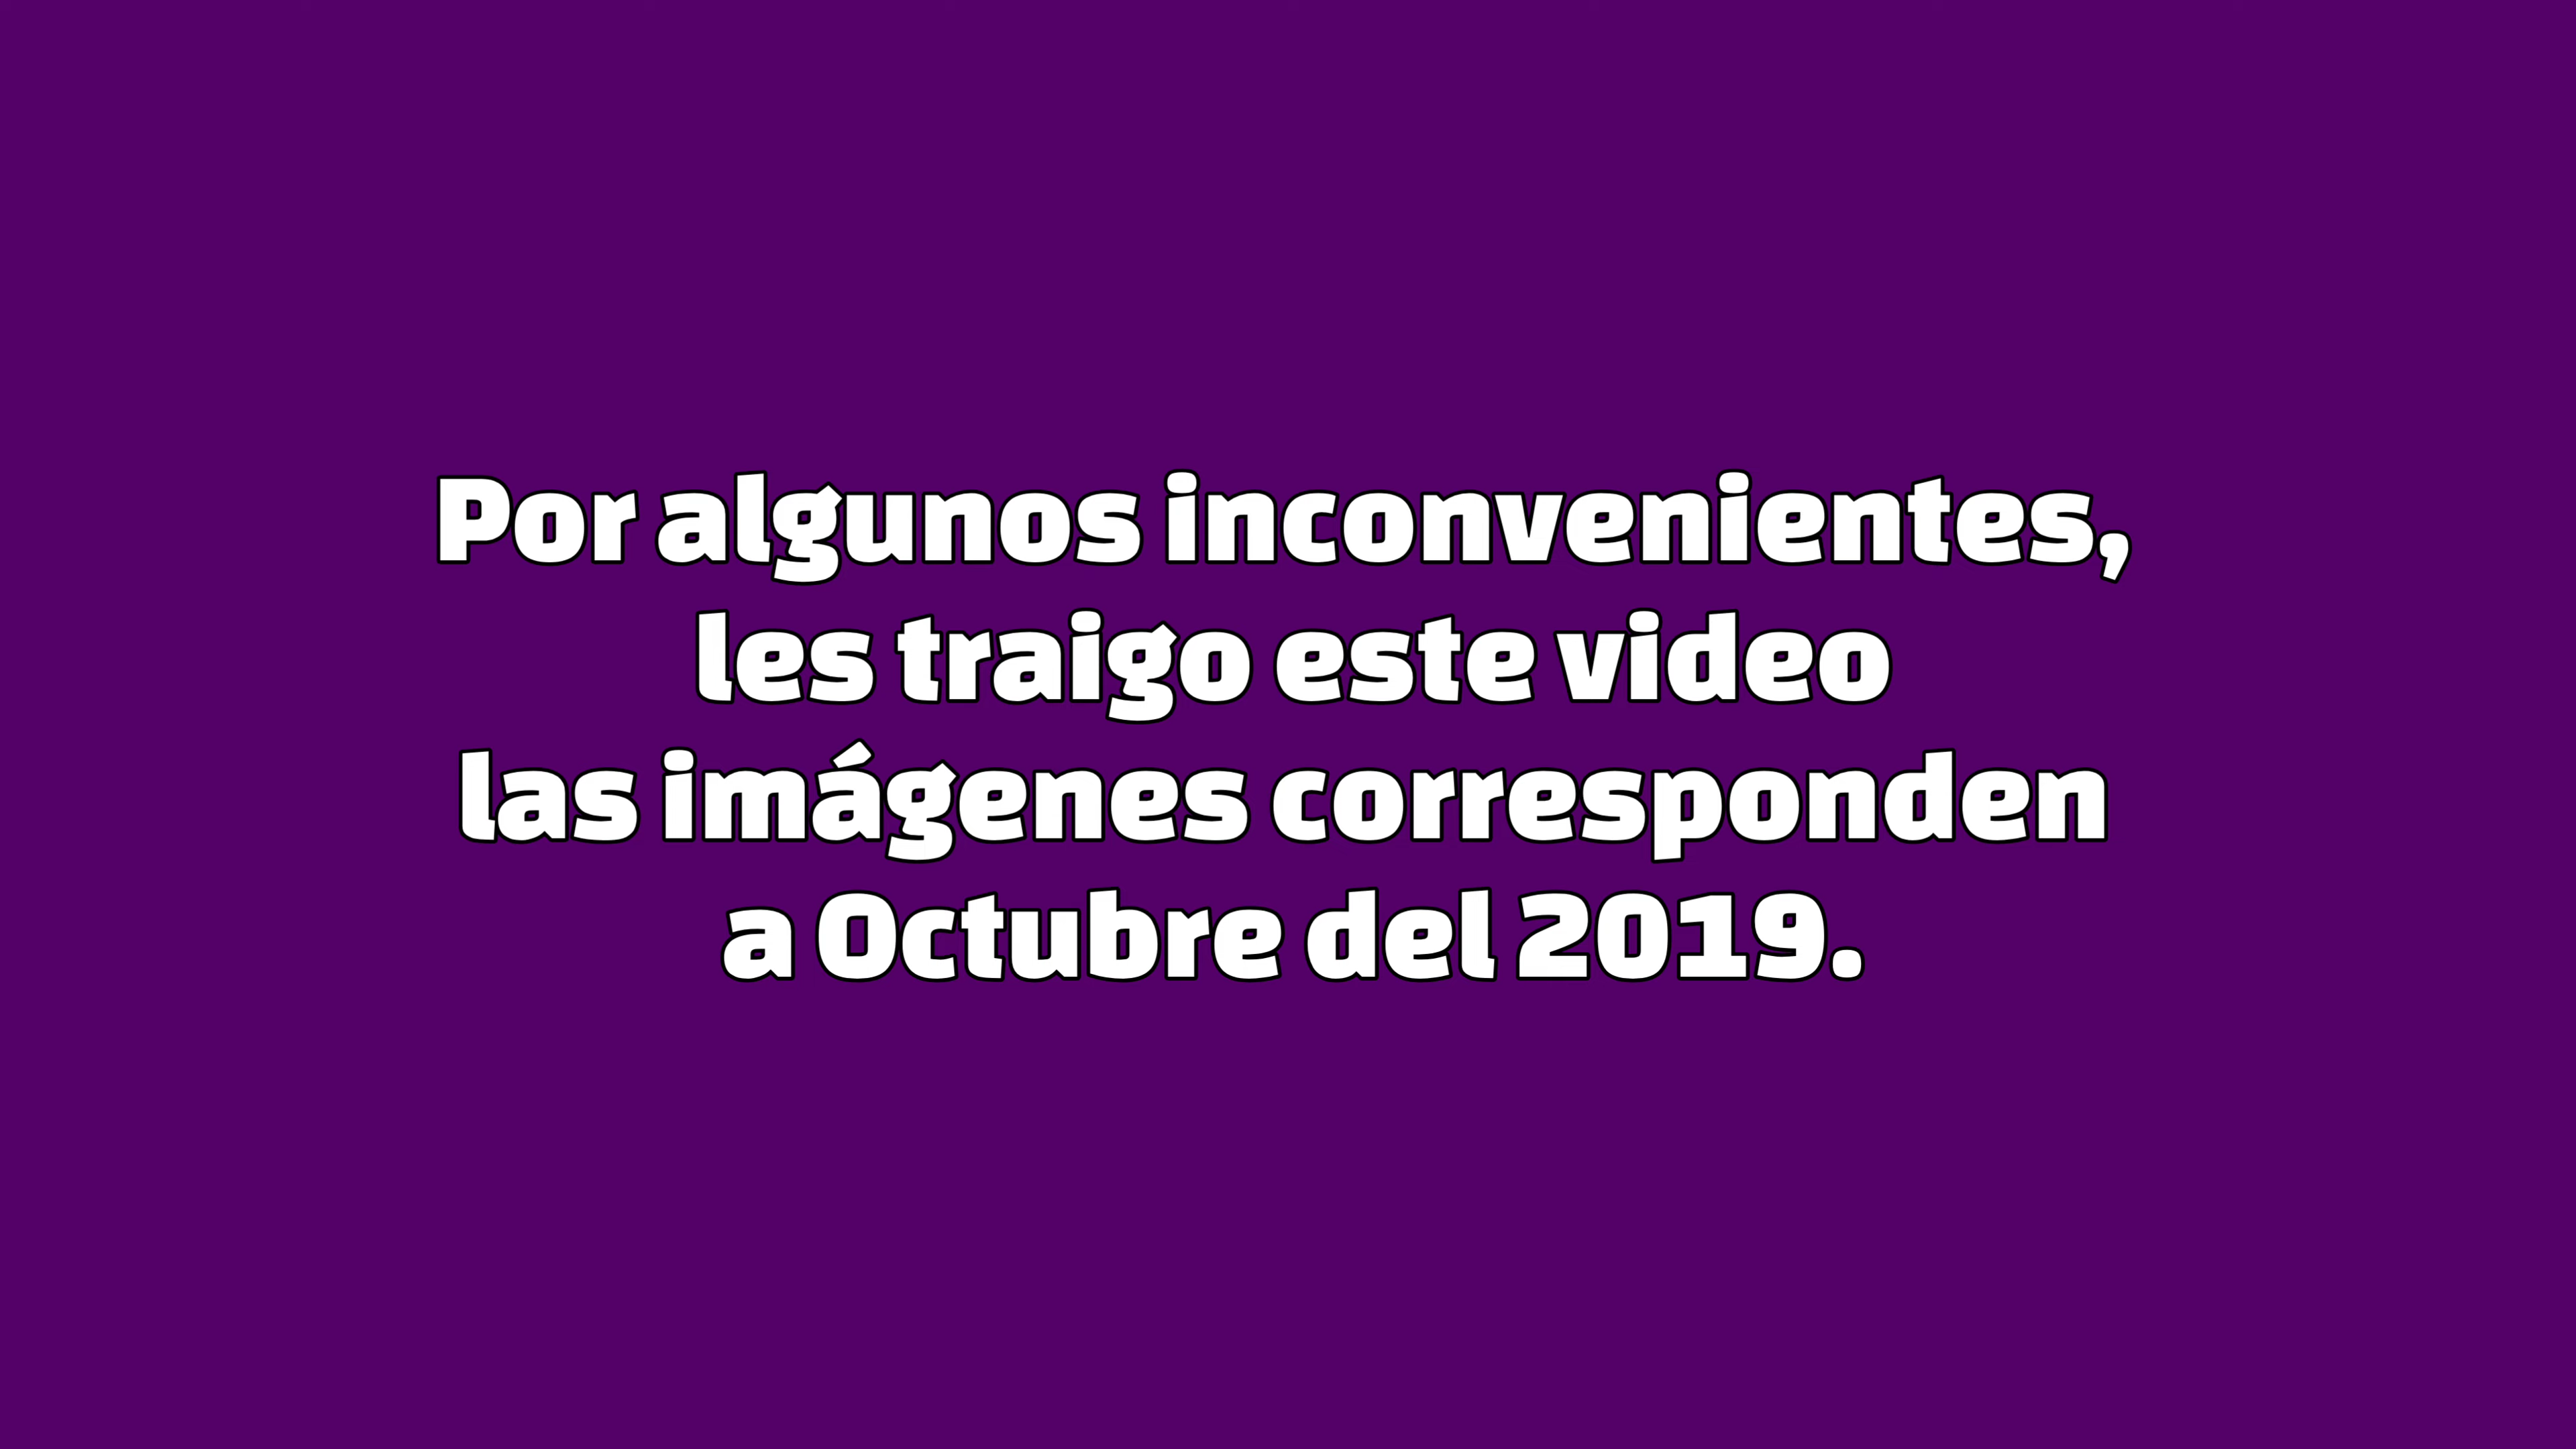 Por algunos inconvenientes,
les traigo este video
las imágenes corresponden
a Octubre del 2019.